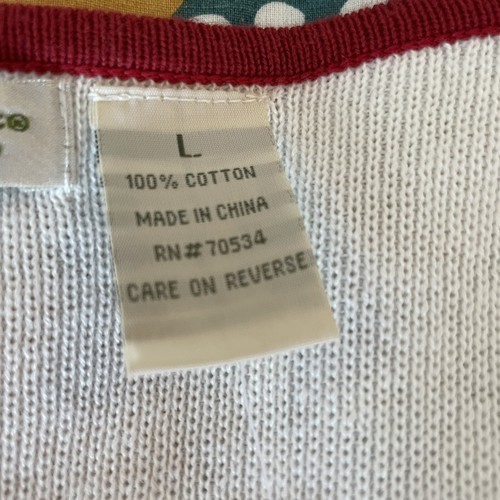 L
100% COTTON
MADE IN CHINA
RN#70534
CARE ON REVERSE